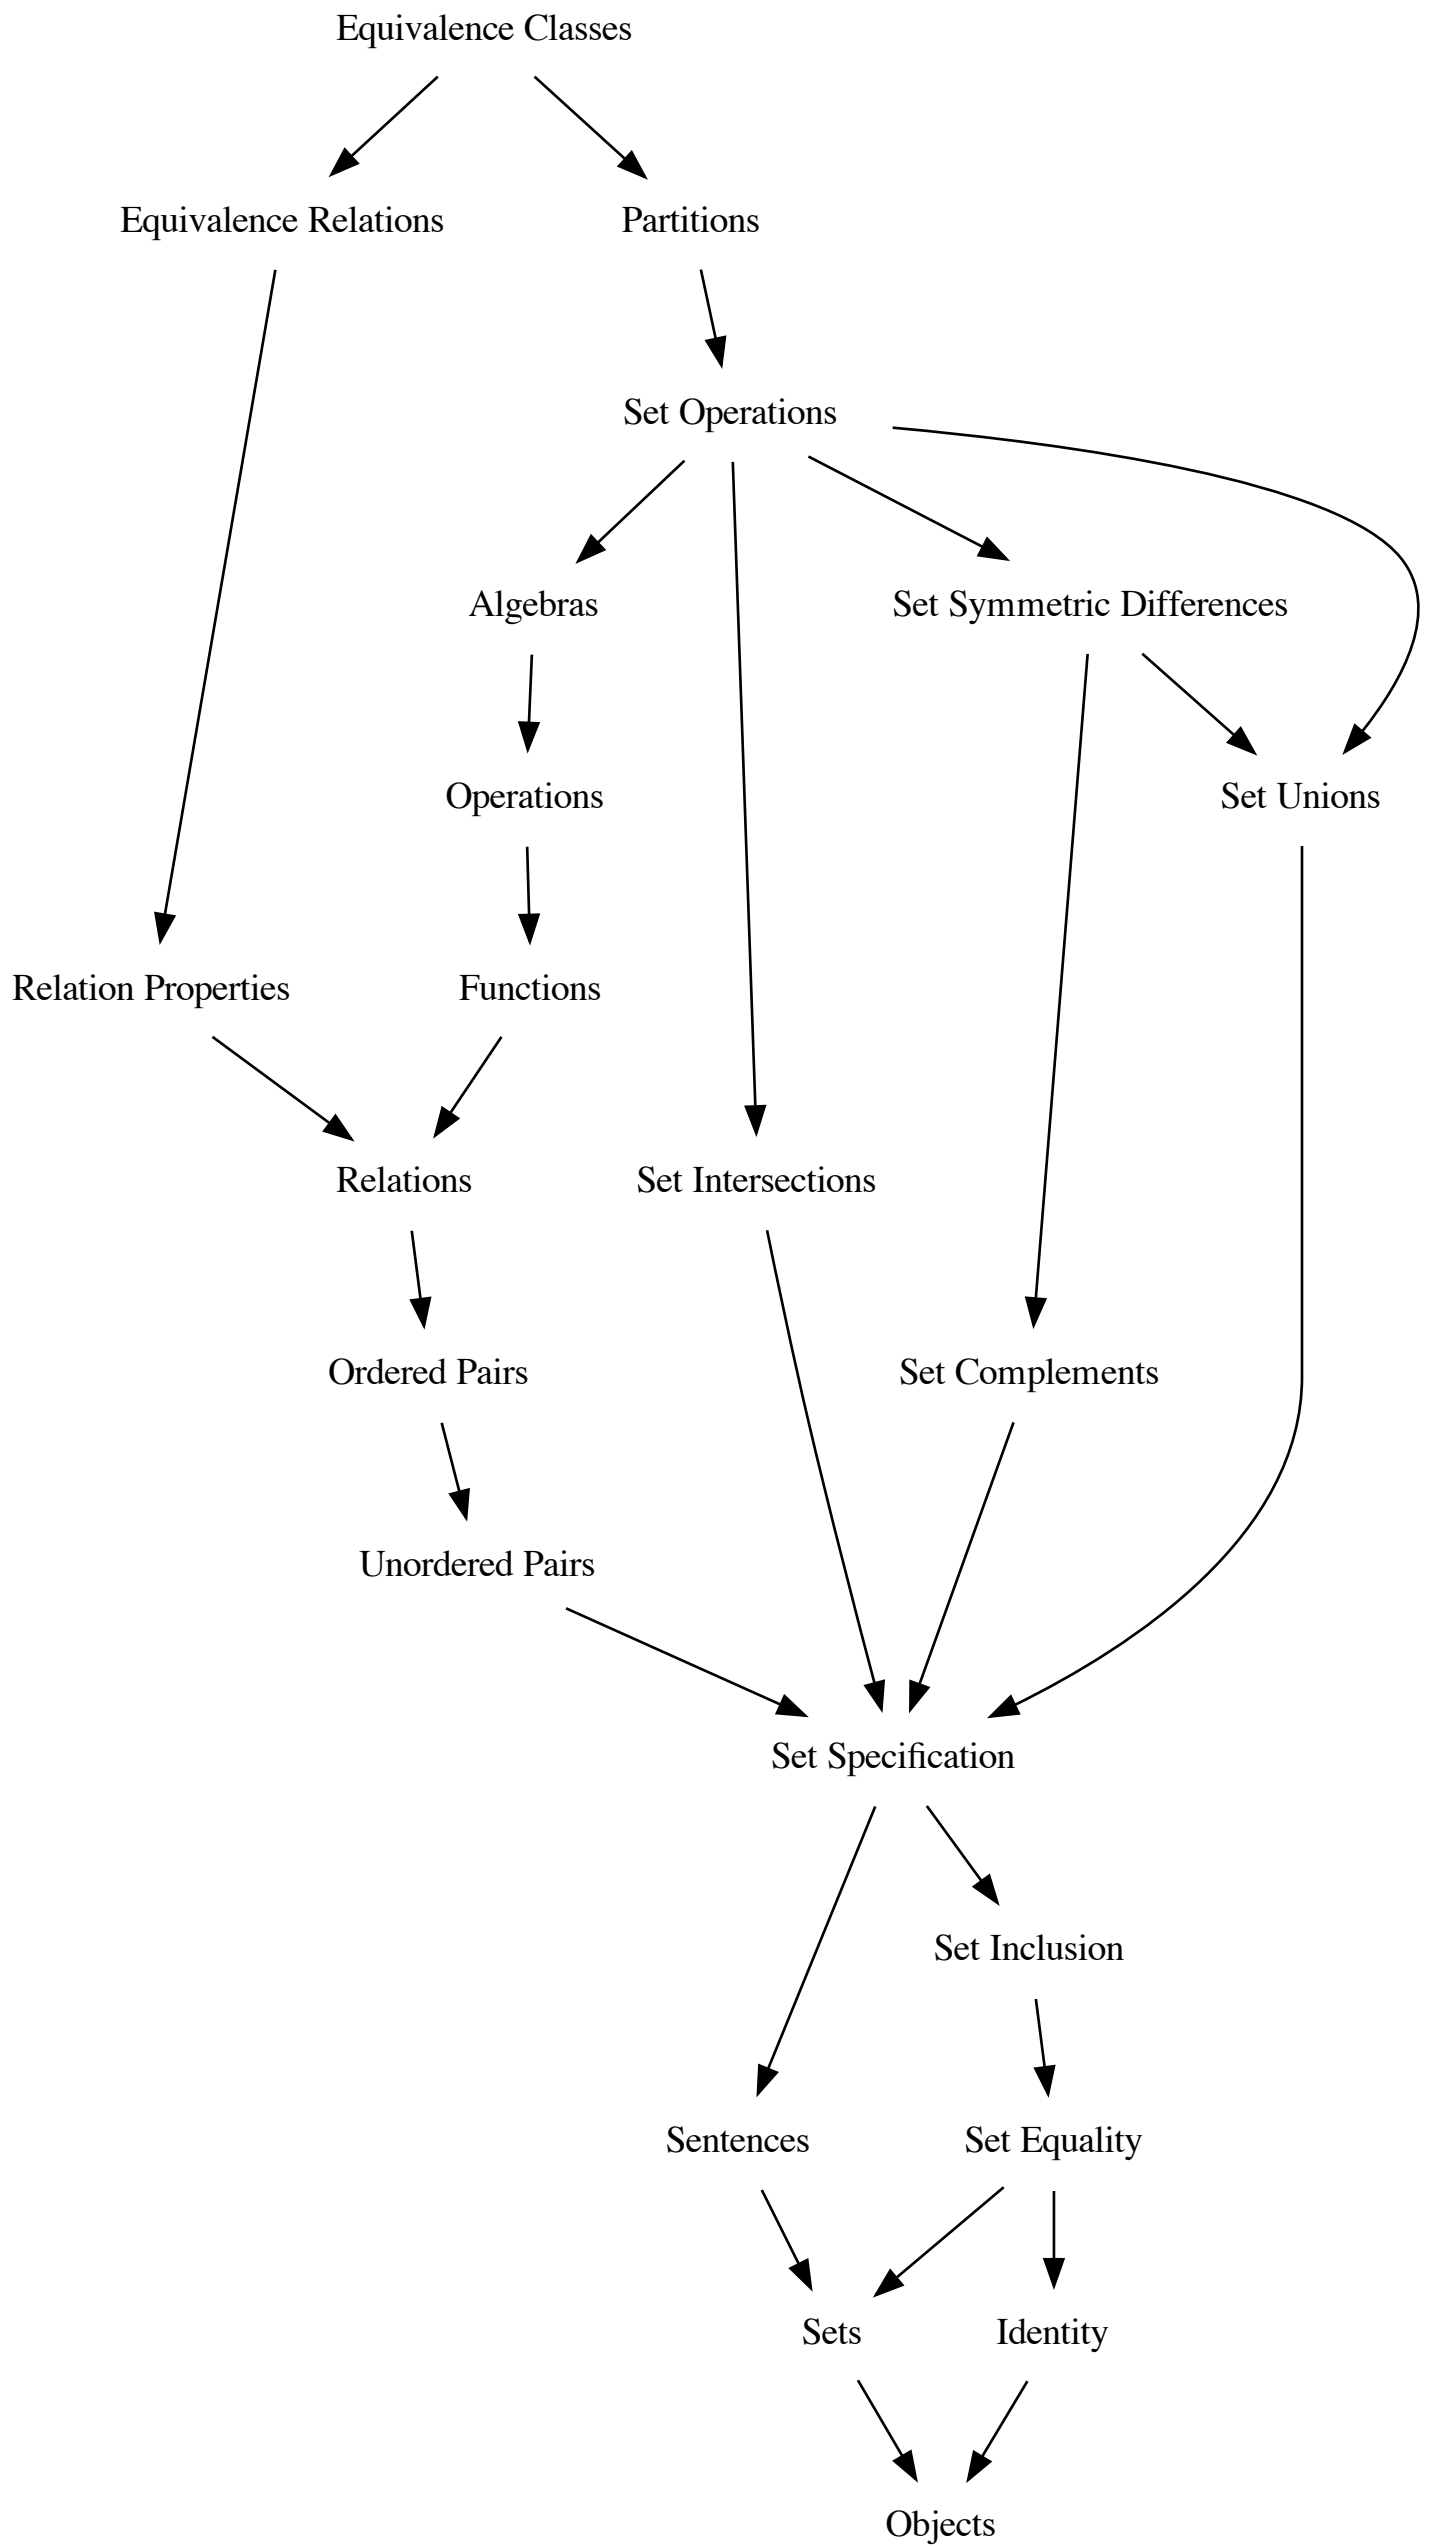 Equivalence Classes
Equivalence Relations
Partitions
Set Operations
Algebras
Set Symmetric Differences
Operations
Set Unions
Relation Properties
Functions
Relations
Set Intersections
Ordered Pairs
Set Complements
Unordered Pairs
Set Specification
Set Inclusion
Sentences
Set Equality
Sets
Identity
Objects